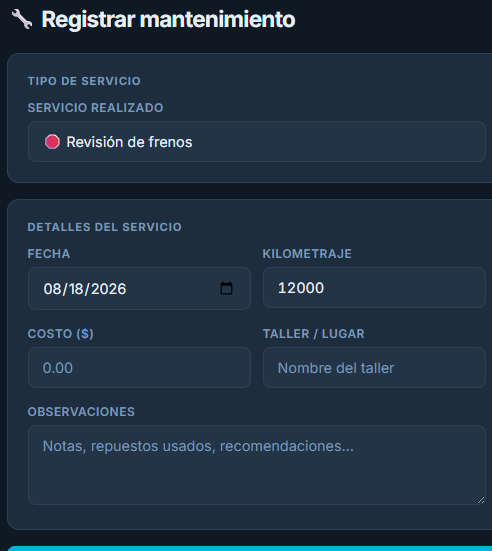 Registrar mantenimiento
TIPO DE SERVICIO
SERVICIO REALIZADO
Revisión de frenos
DETALLES DEL SERVICIO
FECHA
KILOMETRAJE
08/18/2026
12000
COSTO ($)
TALLER / LUGAR
0.00
Nombre del taller
OBSERVACIONES
Notas, repuestos usados, recomendaciones...